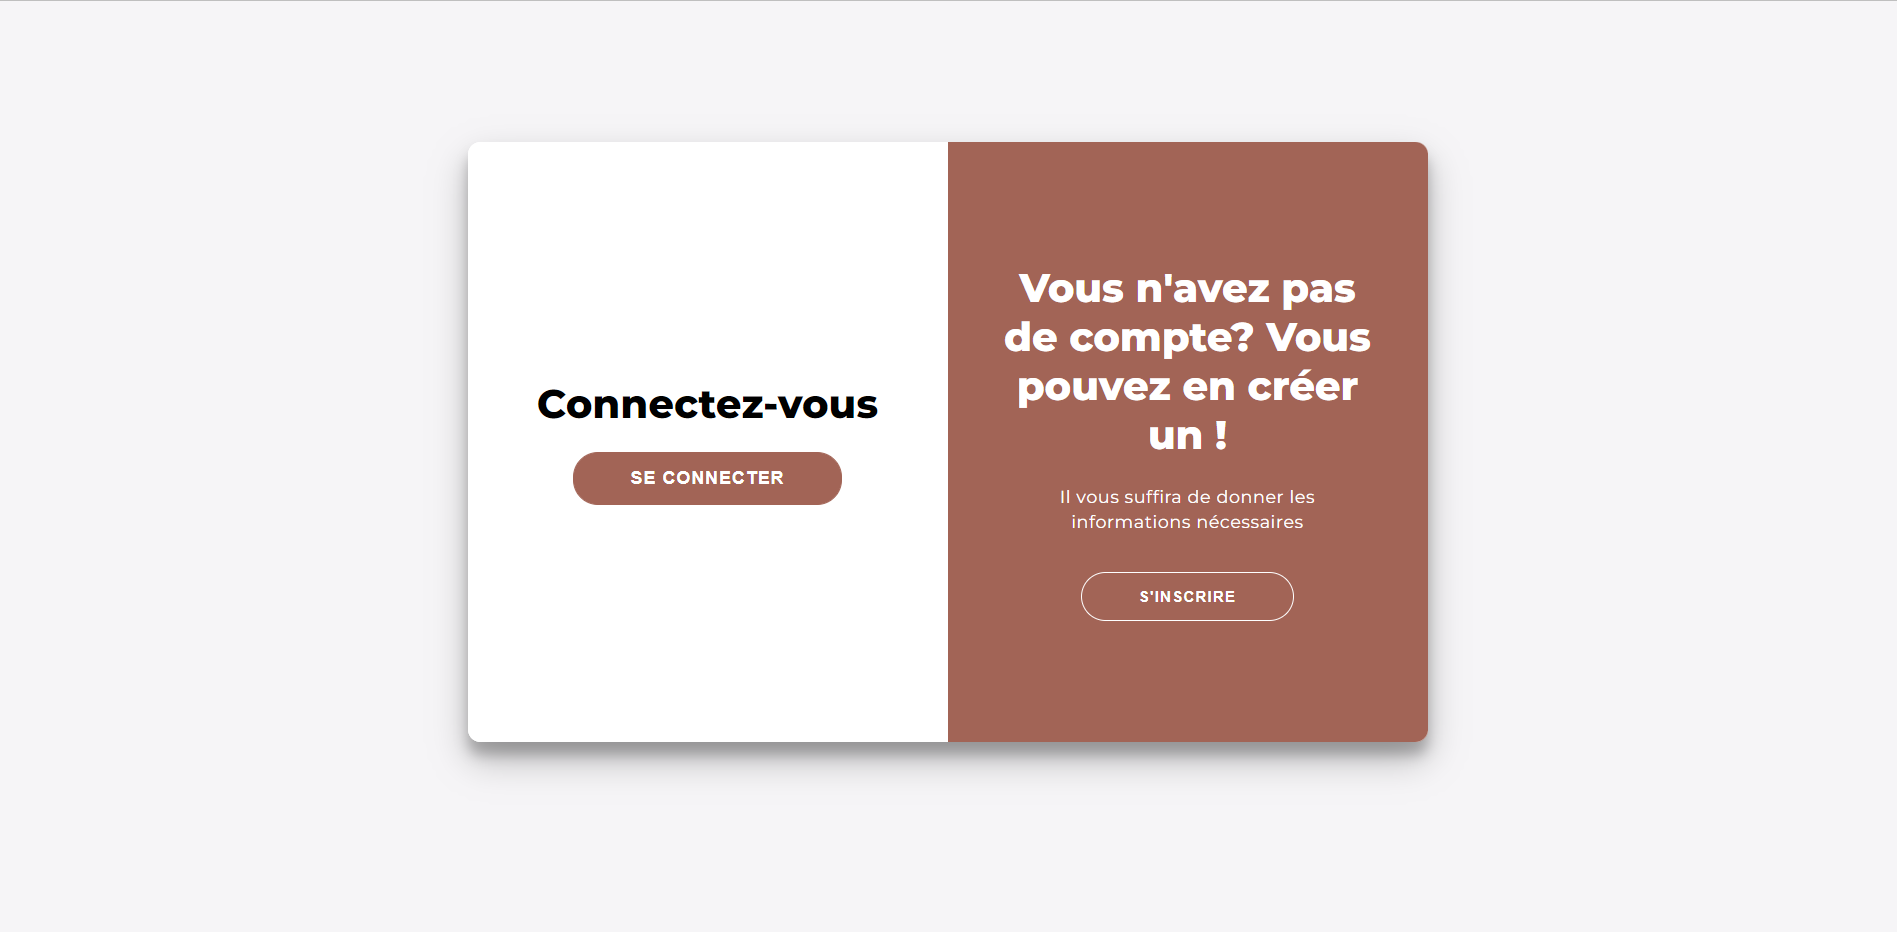 Connectez-vous
SE CONNECTER
Vous n'avez pas
de compte? Vous
pouvez en créer
un !
Il vous suffira de donner les
informations nécessaires
S'INSCRIRE